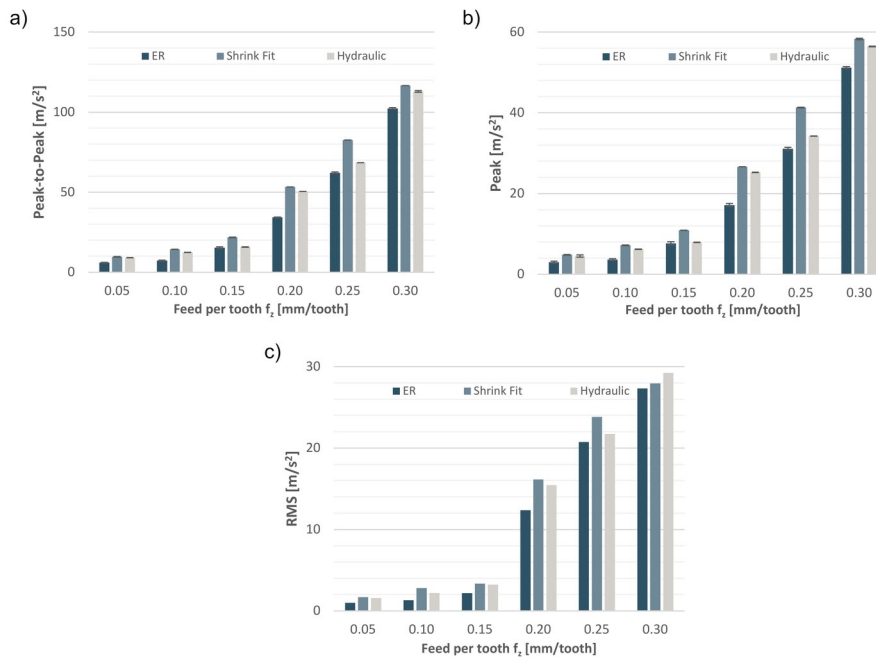 a)
150
100
50
0
Peak-to-Peak [m/s²]
ER Shrink Fit Hydraulic
0.05 0.10 0.15 0.20 0.25 0.30
Feed per tooth fz [mm/tooth]
b)
60
40
20
0
Peak [m/s²]
ER Shrink Fit Hydraulic
0.05 0.10 0.15 0.20 0.25 0.30
Feed per tooth fz [mm/tooth]
c)
30
20
10
0
RMS [m/s²]
ER Shrink Fit Hydraulic
0.05 0.10 0.15 0.20 0.25 0.30
Feed per tooth fz [mm/tooth]